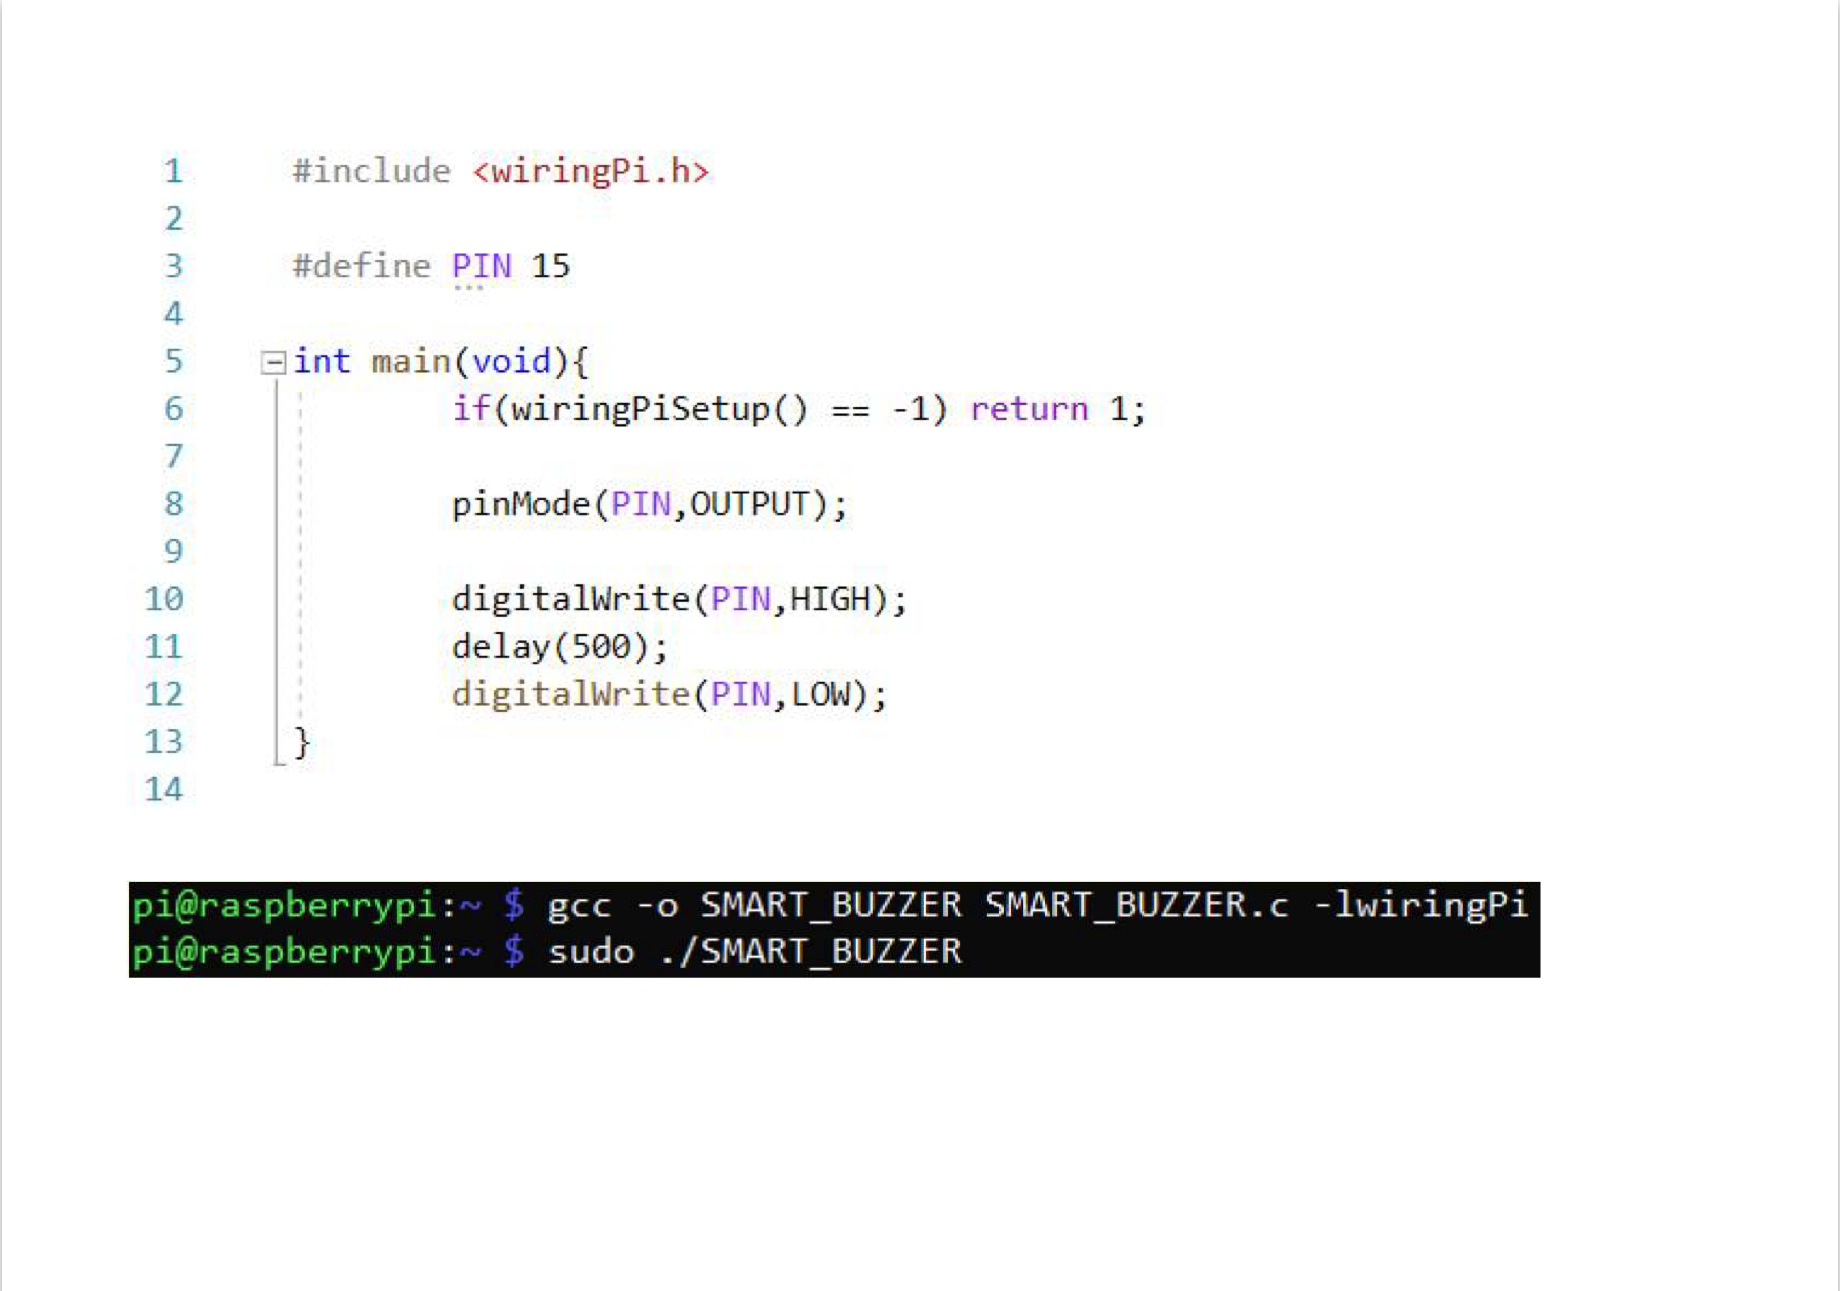 1 #include <wiringPi.h>
2
3 #define PIN 15
4
5 int main(void){
6 if(wiringPiSetup() == -1) return 1;
7
8 pinMode(PIN,OUTPUT);
9
10 digitalWrite(PIN,HIGH);
11 delay(500);
12 digitalWrite(PIN,LOW);
13 }
14
pi@raspberrypi:~ $ gcc -o SMART_BUZZER SMART_BUZZER.c -lwiringPi
pi@raspberrypi:~ $ sudo ./SMART_BUZZER